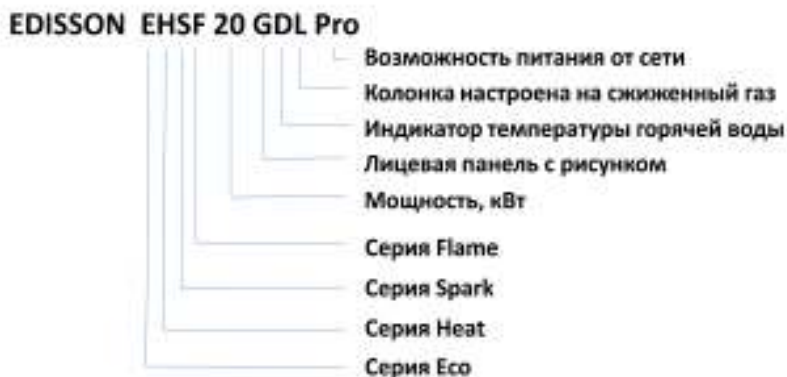 EDISSON EHSF 20 GDL Pro
Возможность питания от сети
Колонка настроена на сжиженный газ
Индикатор температуры горячей воды
Лицевая панель с рисунком
Мощность, кВт
Серия Flame
Серия Spark
Серия Heat
Серия Eco